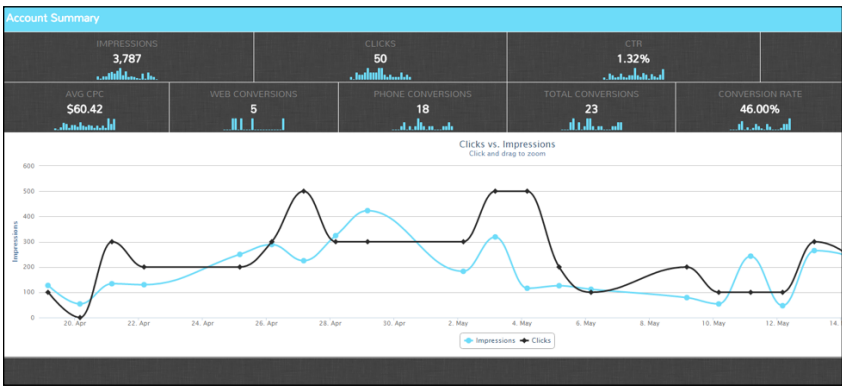 Account Summary
IMPRESSIONS
3,787
CLICKS
50
CTR
1.32%
AVG CPC
$60.42
WEB CONVERSIONS
5
PHONE CONVERSIONS
18
TOTAL CONVERSIONS
23
CONVERSION RATE
46.00%
Clicks vs. Impressions
Click and drag to zoom
Impressions
600
500
400
300
200
100
0
20. Apr
22. Apr
24. Apr
26. Apr
28. Apr
30. Apr
2. May
4. May
6. May
8. May
10. May
12. May
14.
Impressions
Clicks